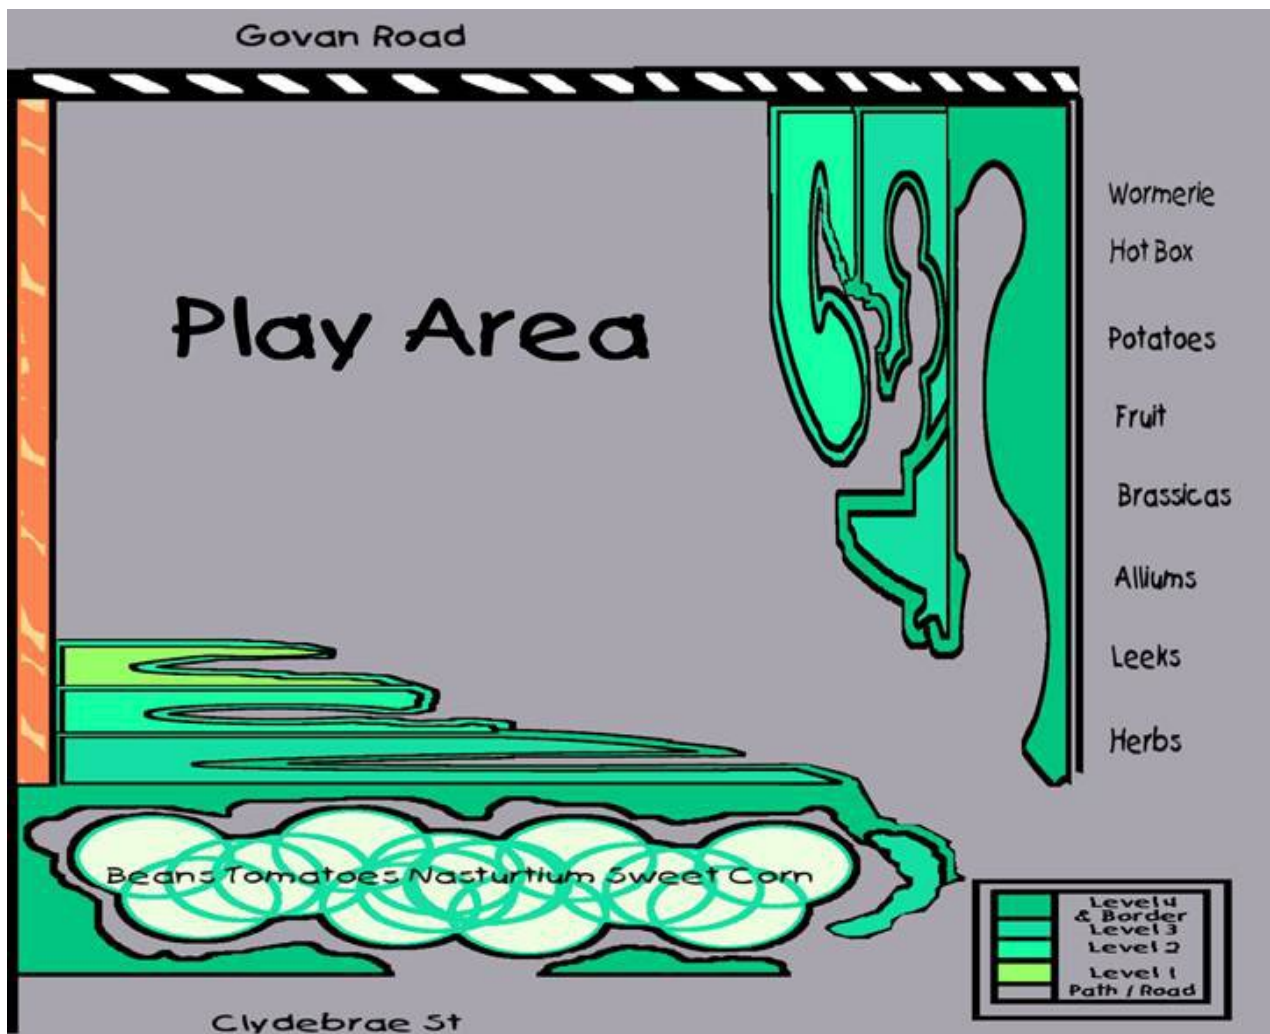 Govan Road
Wormerie
Hot Box
Play Area
Potatoes
Fruit
Brassicas
Alliums
Leeks
Herbs
Beans Tomatoes Nasturtium Sweet Corn
Level 4
& Border
Level 3
Level 2
Level 1
Path / Road
Clydebrae St